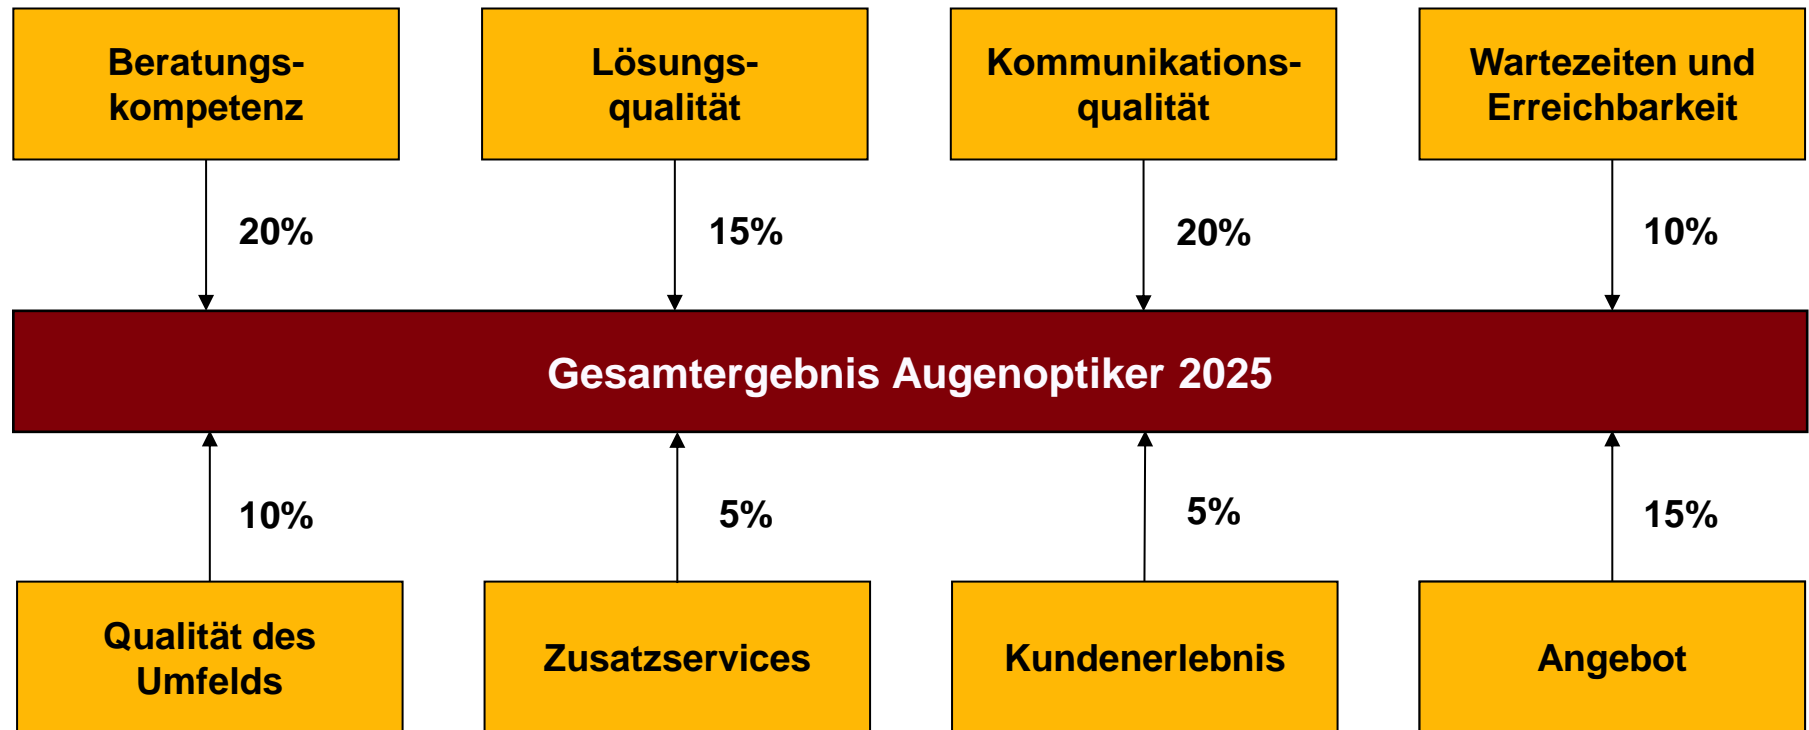 Beratungs-
kompetenz
Lösungs-
qualität
Kommunikations-
qualität
Wartezeiten und
Erreichbarkeit
20%
15%
20%
10%
Gesamtergebnis Augenoptiker 2025
10%
5%
5%
15%
Qualität des
Umfelds
Zusatzservices
Kundenerlebnis
Angebot